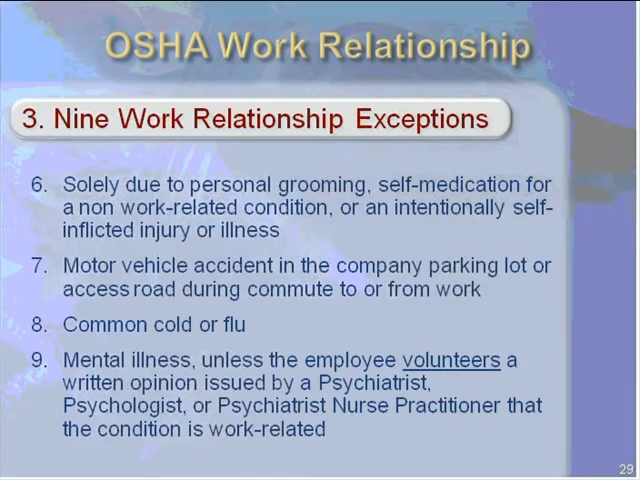 OSHA Work Relationship
3. Nine Work Relationship Exceptions
6. Solely due to personal grooming, self-medication for
a non work-related condition, or an intentionally self-
inflicted injury or illness
7. Motor vehicle accident in the company parking lot or
access road during commute to or from work
8. Common cold or flu
9. Mental illness, unless the employee volunteers a
written opinion issued by a Psychiatrist,
Psychologist, or Psychiatrist Nurse Practitioner that
the condition is work-related
29